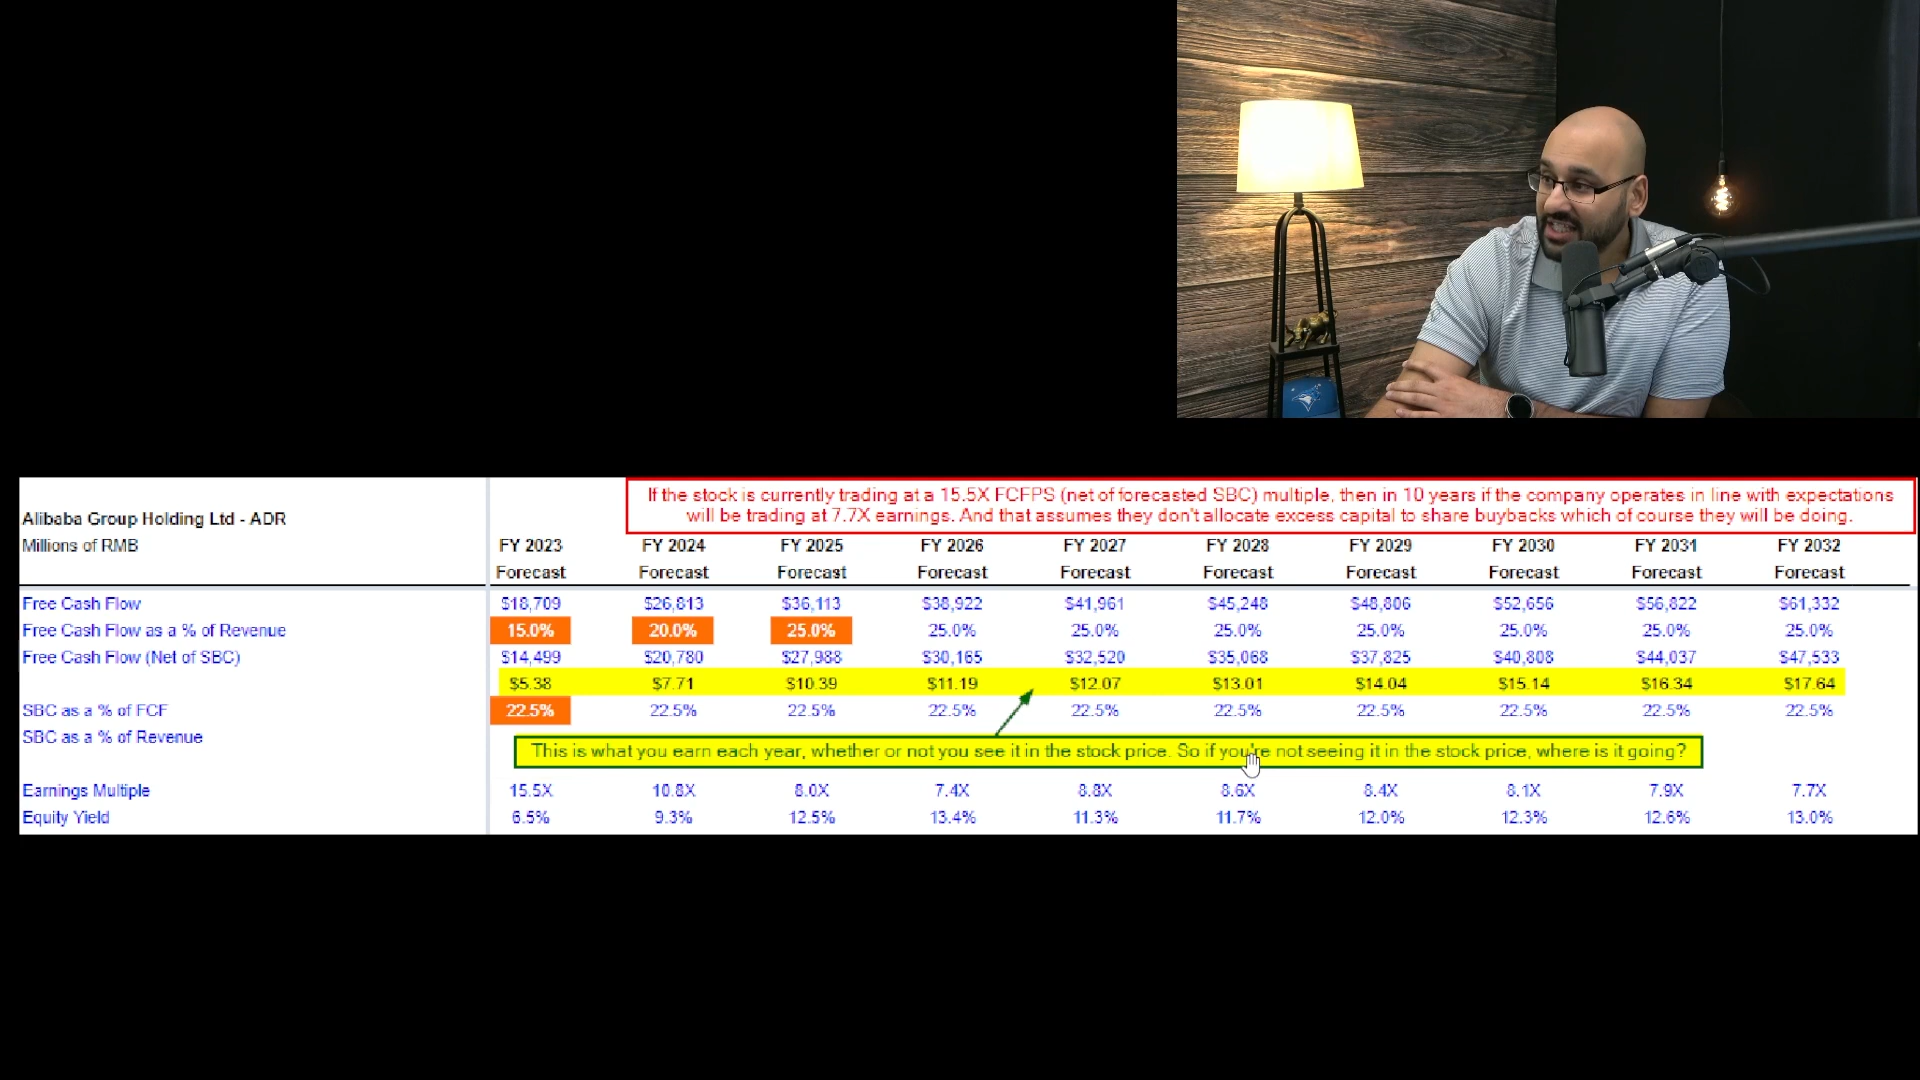 If the stock is currently trading at a 15.5X FCFPS (net of forecasted SBC) multiple, then in 10 years if the company operates in line with expectations
will be trading at 7.7X earnings. And that assumes they don't allocate excess capital to share buybacks which of course they will be doing.
Alibaba Group Holding Ltd - ADR
Millions of RMB FY 2023 FY 2024 FY 2025 FY 2026 FY 2027 FY 2028 FY 2029 FY 2030 FY 2031 FY 2032
Forecast Forecast Forecast Forecast Forecast Forecast Forecast Forecast Forecast Forecast
Free Cash Flow $18,709 $26,813 $36,113 $38,922 $41,961 $45,248 $48,806 $52,656 $56,822 $61,332
Free Cash Flow as a % of Revenue 15.0% 20.0% 25.0% 25.0% 25.0% 25.0% 25.0% 25.0% 25.0% 25.0%
Free Cash Flow (Net of SBC) $14,499 $20,780 $27,988 $30,165 $32,520 $35,068 $37,825 $40,808 $44,037 $47,533
$5.38 $7.71 $10.39 $11.19 $12.07 $13.01 $14.04 $15.14 $16.34 $17.64
SBC as a % of FCF 22.5% 22.5% 22.5% 22.5% 22.5% 22.5% 22.5% 22.5% 22.5% 22.5%
SBC as a % of Revenue
This is what you earn each year, whether or not you see it in the stock price. So if you're not seeing it in the stock price, where is it going?
Earnings Multiple 15.5X 10.8X 8.0X 7.4X 8.8X 8.6X 8.4X 8.1X 7.9X 7.7X
Equity Yield 6.5% 9.3% 12.5% 13.4% 11.3% 11.7% 12.0% 12.3% 12.6% 13.0%